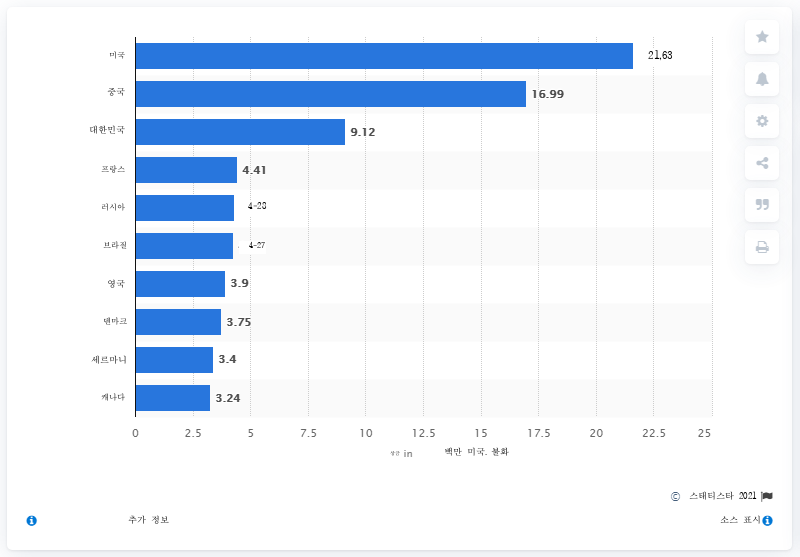 미국 21,63
중국 16.99
대한민국 9.12
프랑스 4.41
러시아 4-28
브라질 4-27
영국 3.9
덴마크 3.75
세르마니 3.4
캐나다 3.24
0 2.5 5 7.5 10 12.5 15 17.5 20 22.5 25
상금 in 백만 미국. 불화
© 스태티스타 2021
추가 정보 소스 표시